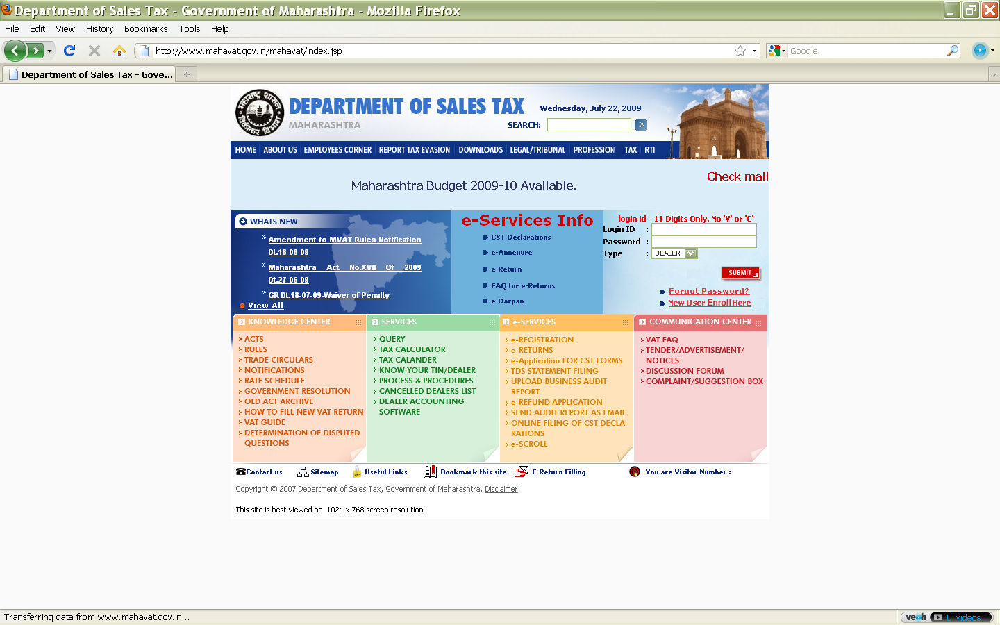 Department of Sales Tax - Government of Maharashtra - Mozilla Firefox
File Edit View History Bookmarks Tools Help
http://www.mahavat.gov.in/mahavat/index.jsp
Google
Department of Sales Tax - Gove...
महाराष्ट्र शासन
विक्रीकर विभाग
DEPARTMENT OF SALES TAX
MAHARASHTRA
Wednesday, July 22, 2009
SEARCH:
HOME ABOUT US EMPLOYEES CORNER REPORT TAX EVASION DOWNLOADS LEGAL/TRIBUNAL PROFESSION TAX RTI
Check mail
Maharashtra Budget 2009-10 Available.
WHATS NEW
Amendment to MVAT Rules Notification
Dt.18-06-09
Maharashtra Act No.XVII Of 2009
Dt.27-06-09
GR Dt.18-07-09-Waiver of Penalty
View All
e-Services Info
CST Declarations
e-Annexure
e-Return
FAQ for e-Returns
e-Darpan
login id - 11 Digits Only. No 'V' or 'C'
Login ID :
Password :
Type : DEALER
SUBMIT
Forgot Password?
New User Enroll Here
KNOWLEDGE CENTER
ACTS
RULES
TRADE CIRCULARS
NOTIFICATIONS
RATE SCHEDULE
GOVERNMENT RESOLUTION
OLD ACT ARCHIVE
HOW TO FILL NEW VAT RETURN
VAT GUIDE
DETERMINATION OF DISPUTED
QUESTIONS
SERVICES
QUERY
TAX CALCULATOR
TAX CALANDER
KNOW YOUR TIN/DEALER
PROCESS & PROCEDURES
CANCELLED DEALERS LIST
DEALER ACCOUNTING
SOFTWARE
e-SERVICES
e-REGISTRATION
e-RETURNS
e-Application FOR CST FORMS
TDS STATEMENT FILING
UPLOAD BUSINESS AUDIT
REPORT
e-REFUND APPLICATION
SEND AUDIT REPORT AS EMAIL
ONLINE FILING OF CST DECLA-
RATIONS
e-SCROLL
COMMUNICATION CENTER
VAT FAQ
TENDER/ADVERTISEMENT/
NOTICES
DISCUSSION FORUM
COMPLAINT/SUGGESTION BOX
Contact us Sitemap Useful Links Bookmark this site E-Return Filling You are Visitor Number :
Copyright © 2007 Department of Sales Tax, Government of Maharashtra. Disclaimer
This site is best viewed on 1024 x 768 screen resolution
Transferring data from www.mahavat.gov.in...
veoh 0 videos